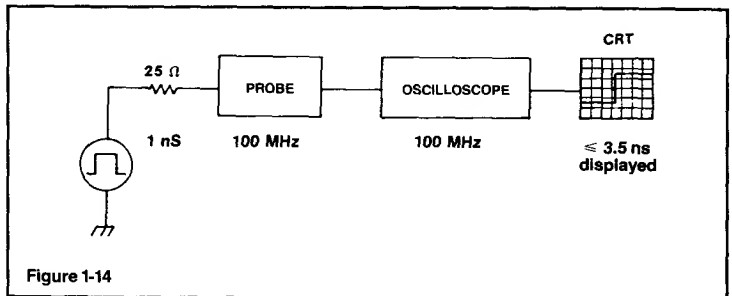 CRT
25 Ω
PROBE
OSCILLOSCOPE
1 nS
100 MHz
100 MHz
≤ 3.5 ns
displayed
Figure 1-14